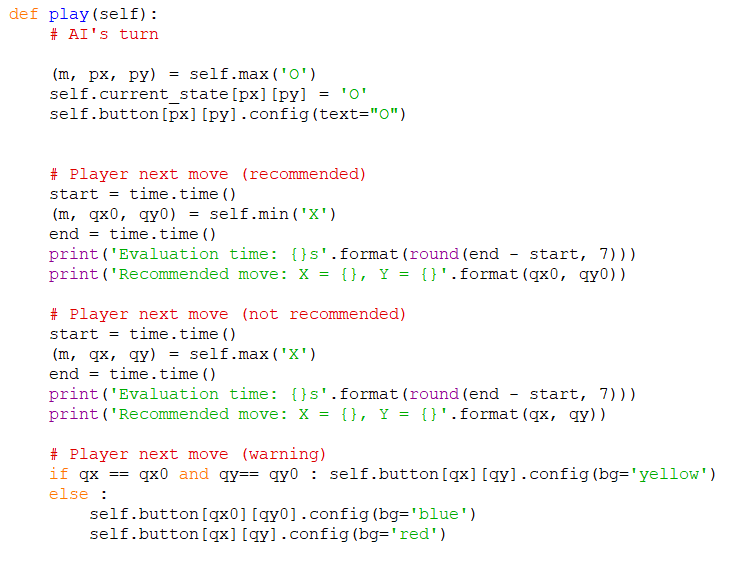 def play(self):
    # AI's turn

    (m, px, py) = self.max('O')
    self.current_state[px][py] = 'O'
    self.button[px][py].config(text="O")


    # Player next move (recommended)
    start = time.time()
    (m, qx0, qy0) = self.min('X')
    end = time.time()
    print('Evaluation time: {}s'.format(round(end - start, 7)))
    print('Recommended move: X = {}, Y = {}'.format(qx0, qy0))

    # Player next move (not recommended)
    start = time.time()
    (m, qx, qy) = self.max('X')
    end = time.time()
    print('Evaluation time: {}s'.format(round(end - start, 7)))
    print('Recommended move: X = {}, Y = {}'.format(qx, qy))

    # Player next move (warning)
    if qx == qx0 and qy== qy0 : self.button[qx][qy].config(bg='yellow')
    else :
        self.button[qx0][qy0].config(bg='blue')
        self.button[qx][qy].config(bg='red')